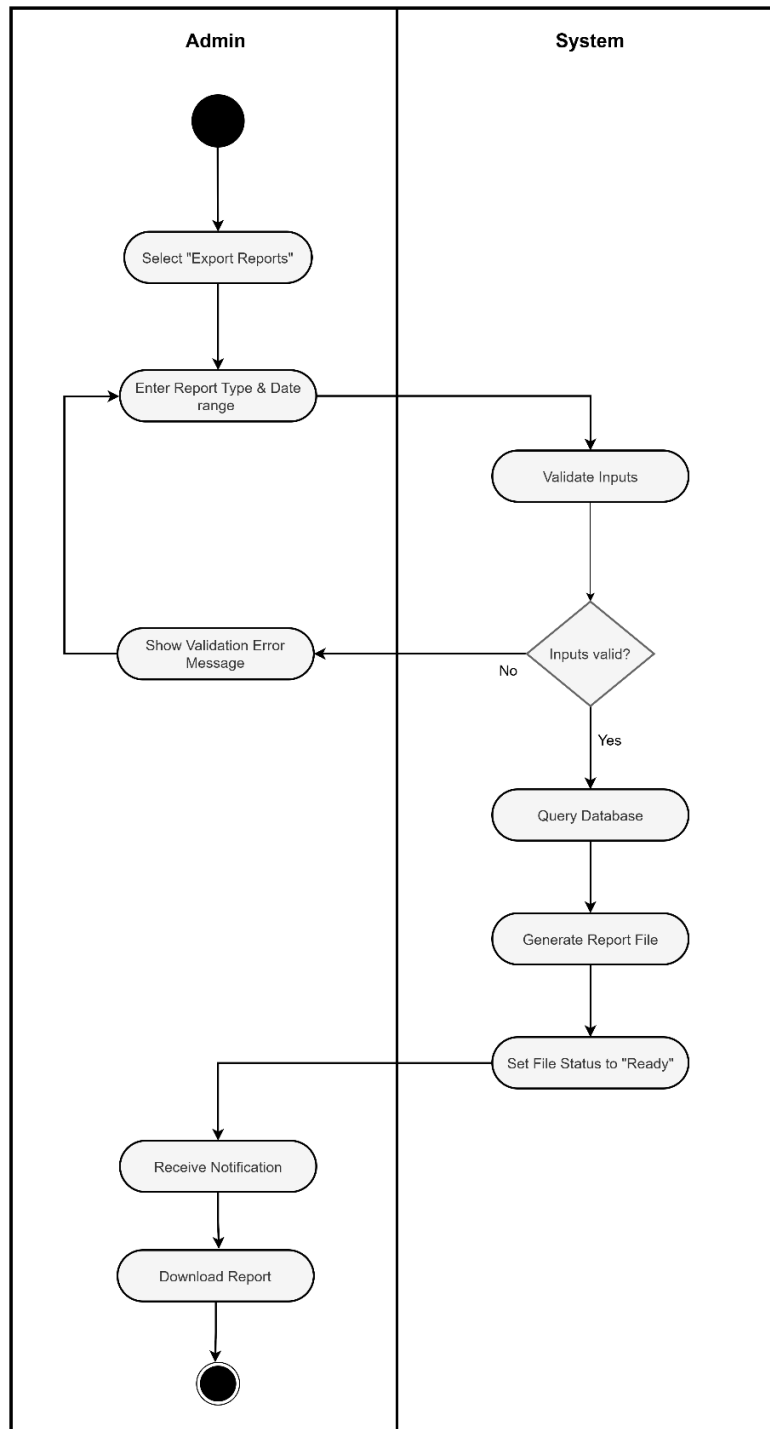 Admin
System
Select "Export Reports"
Enter Report Type & Date
range
Validate Inputs
Show Validation Error
Message
Inputs valid?
No
Yes
Query Database
Generate Report File
Set File Status to "Ready"
Receive Notification
Download Report